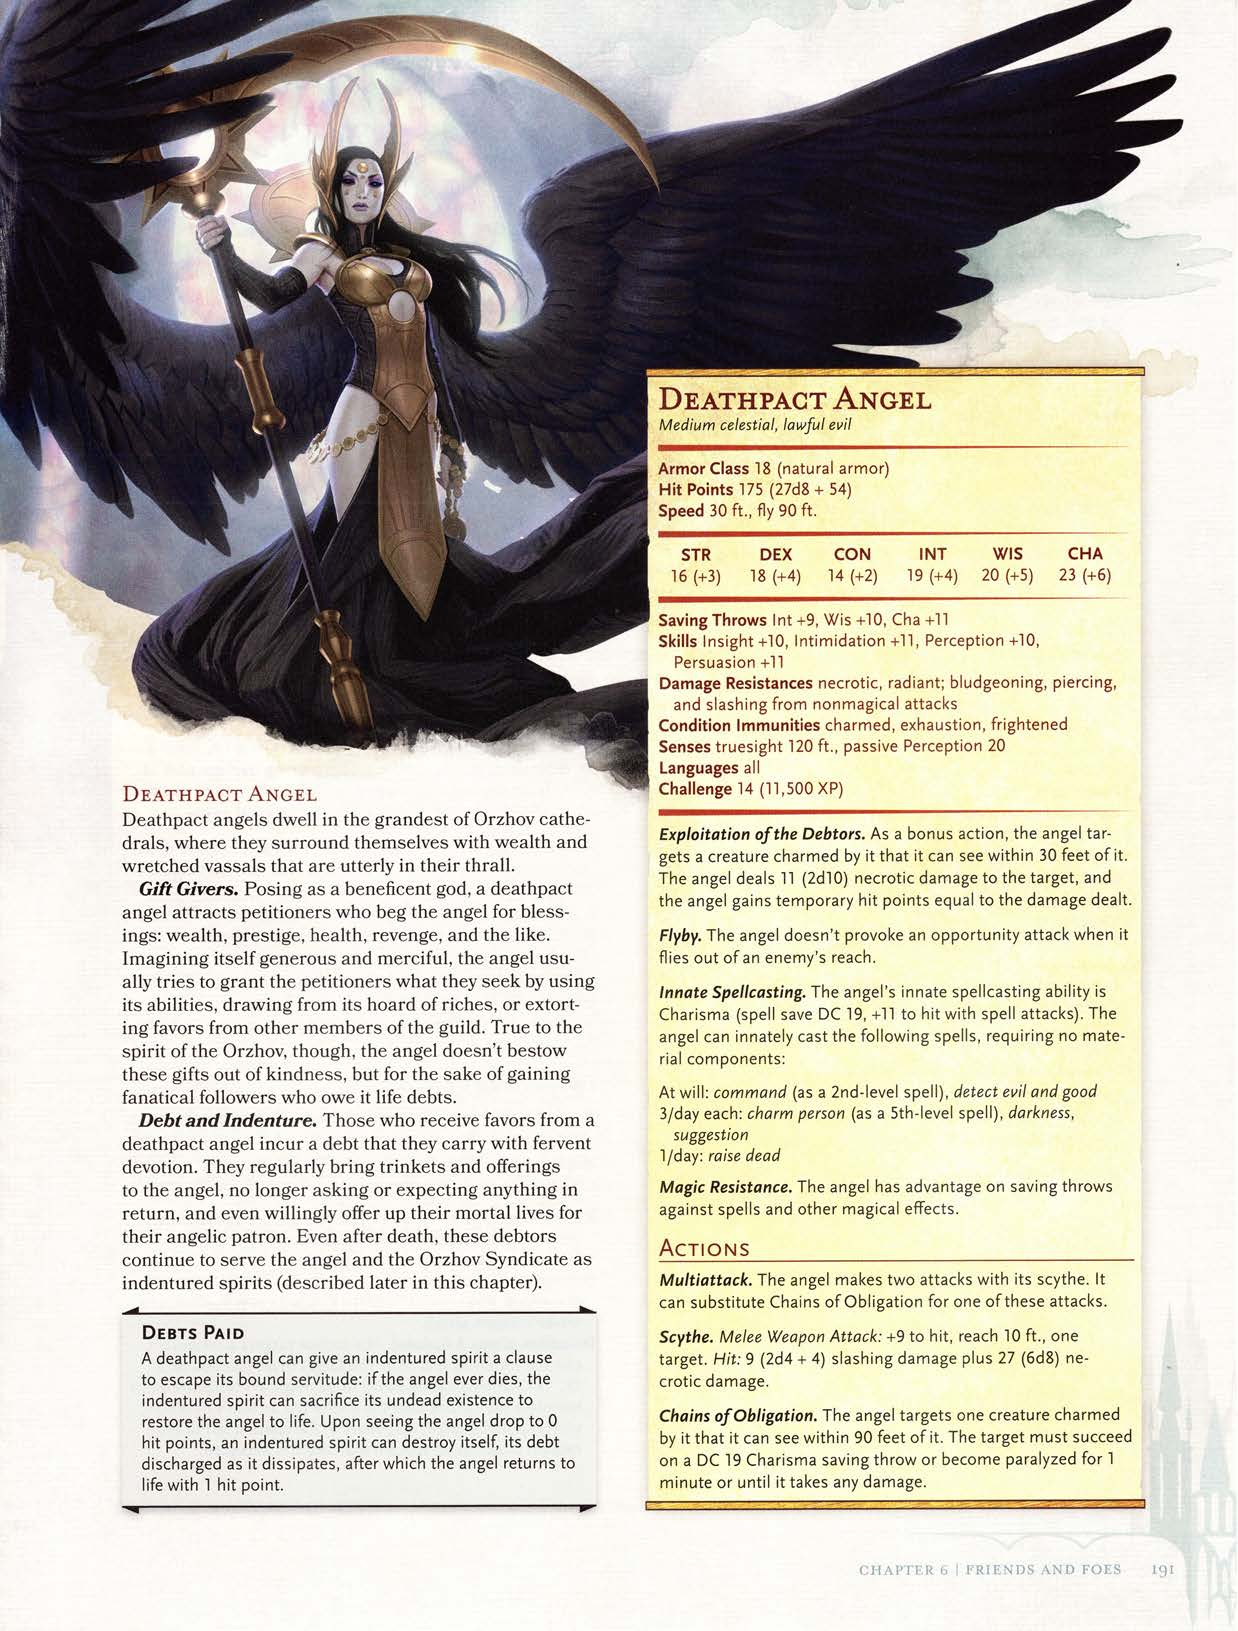 DEATHPACT ANGEL
Deathpact angels dwell in the grandest of Orzhov cathe-
drals, where they surround themselves with wealth and
wretched vassals that are utterly in their thrall.
Gift Givers. Posing as a beneficent god, a deathpact
angel attracts petitioners who beg the angel for bless-
ings: wealth, prestige, health, revenge, and the like.
Imagining itself generous and merciful, the angel usu-
ally tries to grant the petitioners what they seek by using
its abilities, drawing from its hoard of riches, or extort-
ing favors from other members of the guild. True to the
spirit of the Orzhov, though, the angel doesn't bestow
these gifts out of kindness, but for the sake of gaining
fanatical followers who owe it life debts.
Debt and Indenture. Those who receive favors from a
deathpact angel incur a debt that they carry with fervent
devotion. They regularly bring trinkets and offerings
to the angel, no longer asking or expecting anything in
return, and even willingly offer up their mortal lives for
their angelic patron. Even after death, these debtors
continue to serve the angel and the Orzhov Syndicate as
indentured spirits (described later in this chapter).
DEBTS PAID
A deathpact angel can give an indentured spirit a clause
to escape its bound servitude: if the angel ever dies, the
indentured spirit can sacrifice its undead existence to
restore the angel to life. Upon seeing the angel drop to 0
hit points, an indentured spirit can destroy itself, its debt
discharged as it dissipates, after which the angel returns to
life with 1 hit point.
DEATHPACT ANGEL
Medium celestial, lawful evil
Armor Class 18 (natural armor)
Hit Points 175 (27d8 + 54)
Speed 30 ft., fly 90 ft.
STR DEX CON INT WIS CHA
16 (+3) 18 (+4) 14 (+2) 19 (+4) 20 (+5) 23 (+6)
Saving Throws Int +9, Wis +10, Cha +11
Skills Insight +10, Intimidation +11, Perception +10,
Persuasion +11
Damage Resistances necrotic, radiant; bludgeoning, piercing,
and slashing from nonmagical attacks
Condition Immunities charmed, exhaustion, frightened
Senses truesight 120 ft., passive Perception 20
Languages all
Challenge 14 (11,500 XP)
Exploitation of the Debtors. As a bonus action, the angel tar-
gets a creature charmed by it that it can see within 30 feet of it.
The angel deals 11 (2d10) necrotic damage to the target, and
the angel gains temporary hit points equal to the damage dealt.
Flyby. The angel doesn't provoke an opportunity attack when it
flies out of an enemy's reach.
Innate Spellcasting. The angel's innate spellcasting ability is
Charisma (spell save DC 19, +11 to hit with spell attacks). The
angel can innately cast the following spells, requiring no mate-
rial components:
At will: command (as a 2nd-level spell), detect evil and good
3/day each: charm person (as a 5th-level spell), darkness,
suggestion
1/day: raise dead
Magic Resistance. The angel has advantage on saving throws
against spells and other magical effects.
ACTIONS
Multiattack. The angel makes two attacks with its scythe. It
can substitute Chains of Obligation for one of these attacks.
Scythe. Melee Weapon Attack: +9 to hit, reach 10 ft., one
target. Hit: 9 (2d4 + 4) slashing damage plus 27 (6d8) ne-
crotic damage.
Chains of Obligation. The angel targets one creature charmed
by it that it can see within 90 feet of it. The target must succeed
on a DC 19 Charisma saving throw or become paralyzed for 1
minute or until it takes any damage.
CHAPTER 6 | FRIENDS AND FOES 191